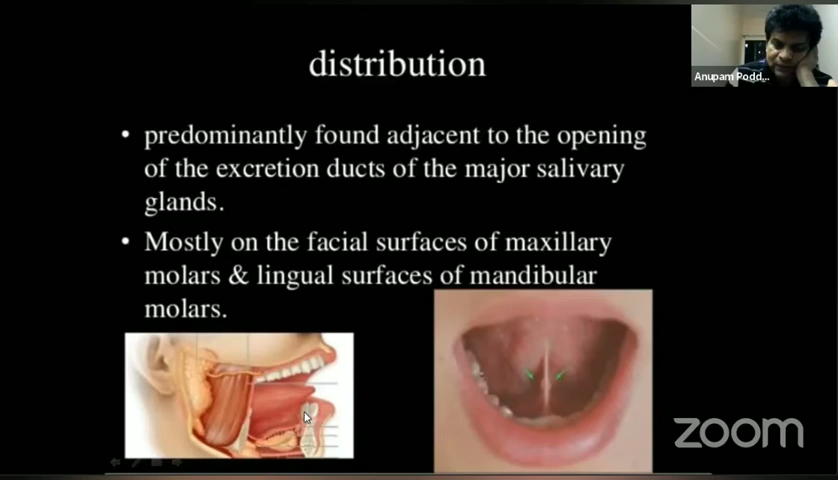 distribution
Anupam Podd...
• predominantly found adjacent to the opening
of the excretion ducts of the major salivary
glands.
• Mostly on the facial surfaces of maxillary
molars & lingual surfaces of mandibular
molars.
zoom